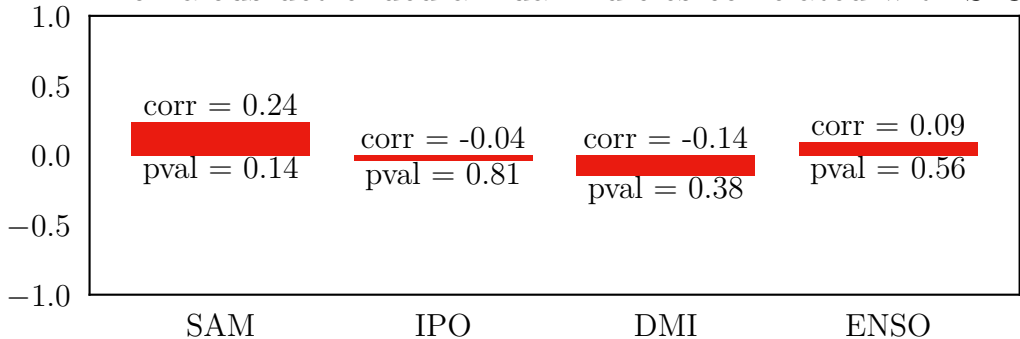 1.0
0.5
0.0
−0.5
−1.0
corr = 0.24
pval = 0.14
corr = -0.04
pval = 0.81
corr = -0.14
pval = 0.38
corr = 0.09
pval = 0.56
SAM
IPO
DMI
ENSO